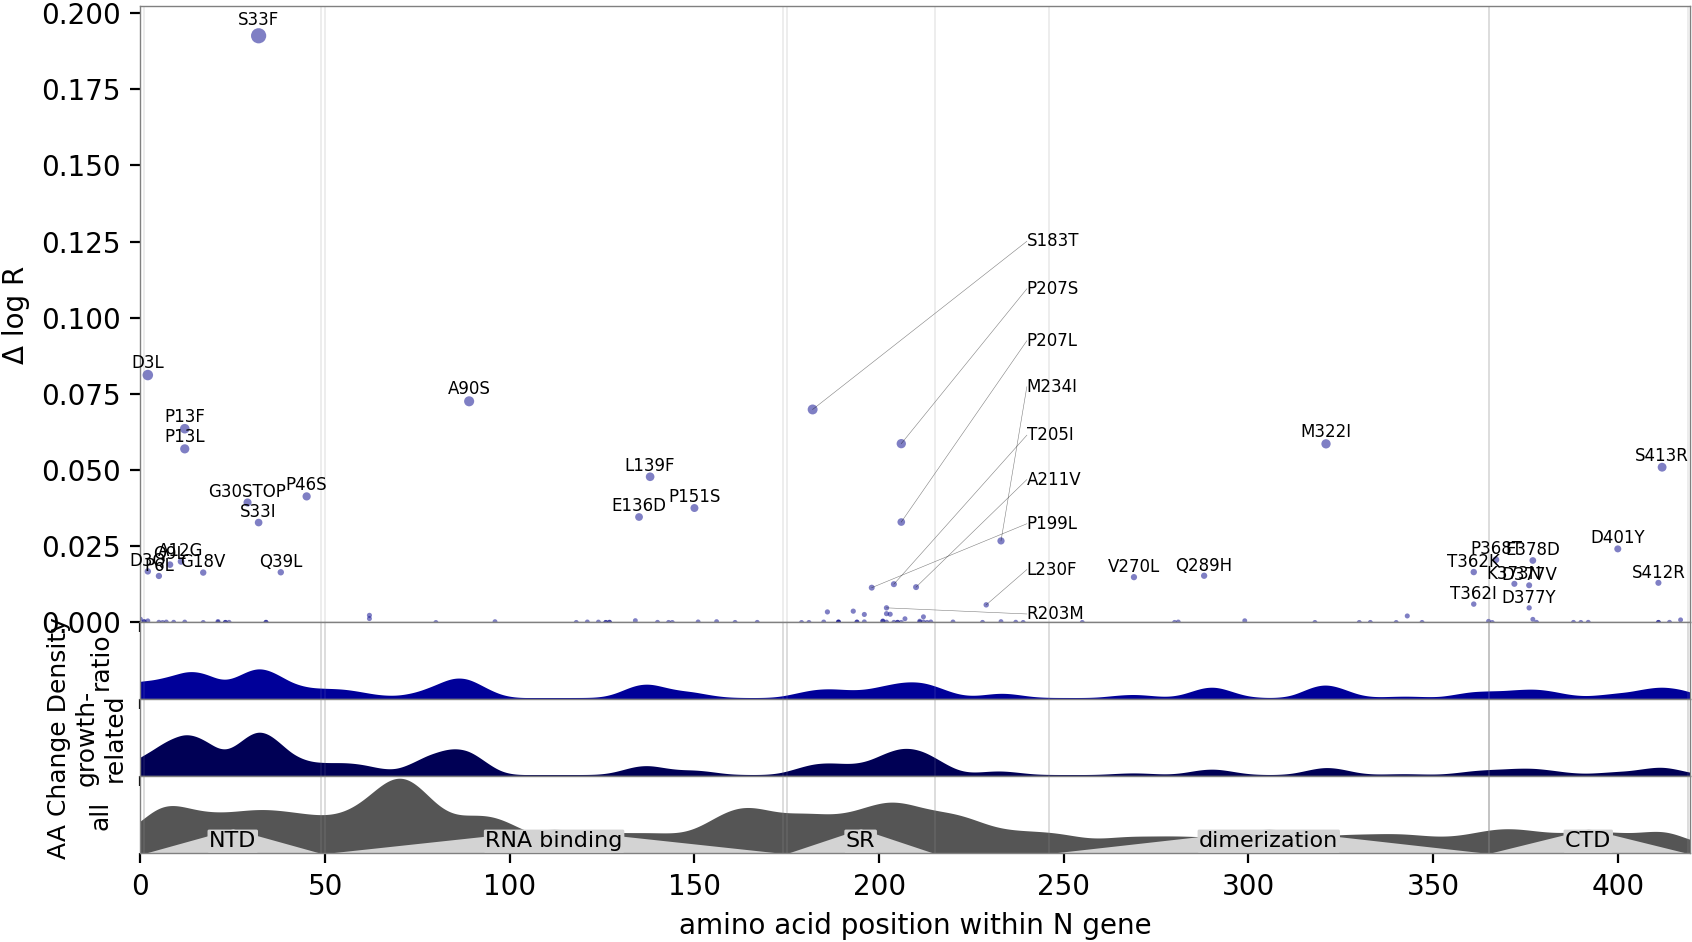 0.200
0.175
0.150
0.125
0.100
0.075
0.050
0.025
0.000
Δ log R
S33F
D3L
P13F
P13L
A90S
G30STOP
P46S
S33I
A12G
Q9L
D3G
P6L
G18V
Q39L
L139F
E136D
P151S
S183T
P207S
P207L
M234I
T205I
A211V
P199L
L230F
R203M
V270L
Q289H
M322I
S413R
D401Y
P368T
E378D
T362K
K373N
D377V
T362I
D377Y
S412R
AA Change Density
ratio
growth-
related
all
NTD
RNA binding
SR
dimerization
CTD
0
50
100
150
200
250
300
350
400
amino acid position within N gene